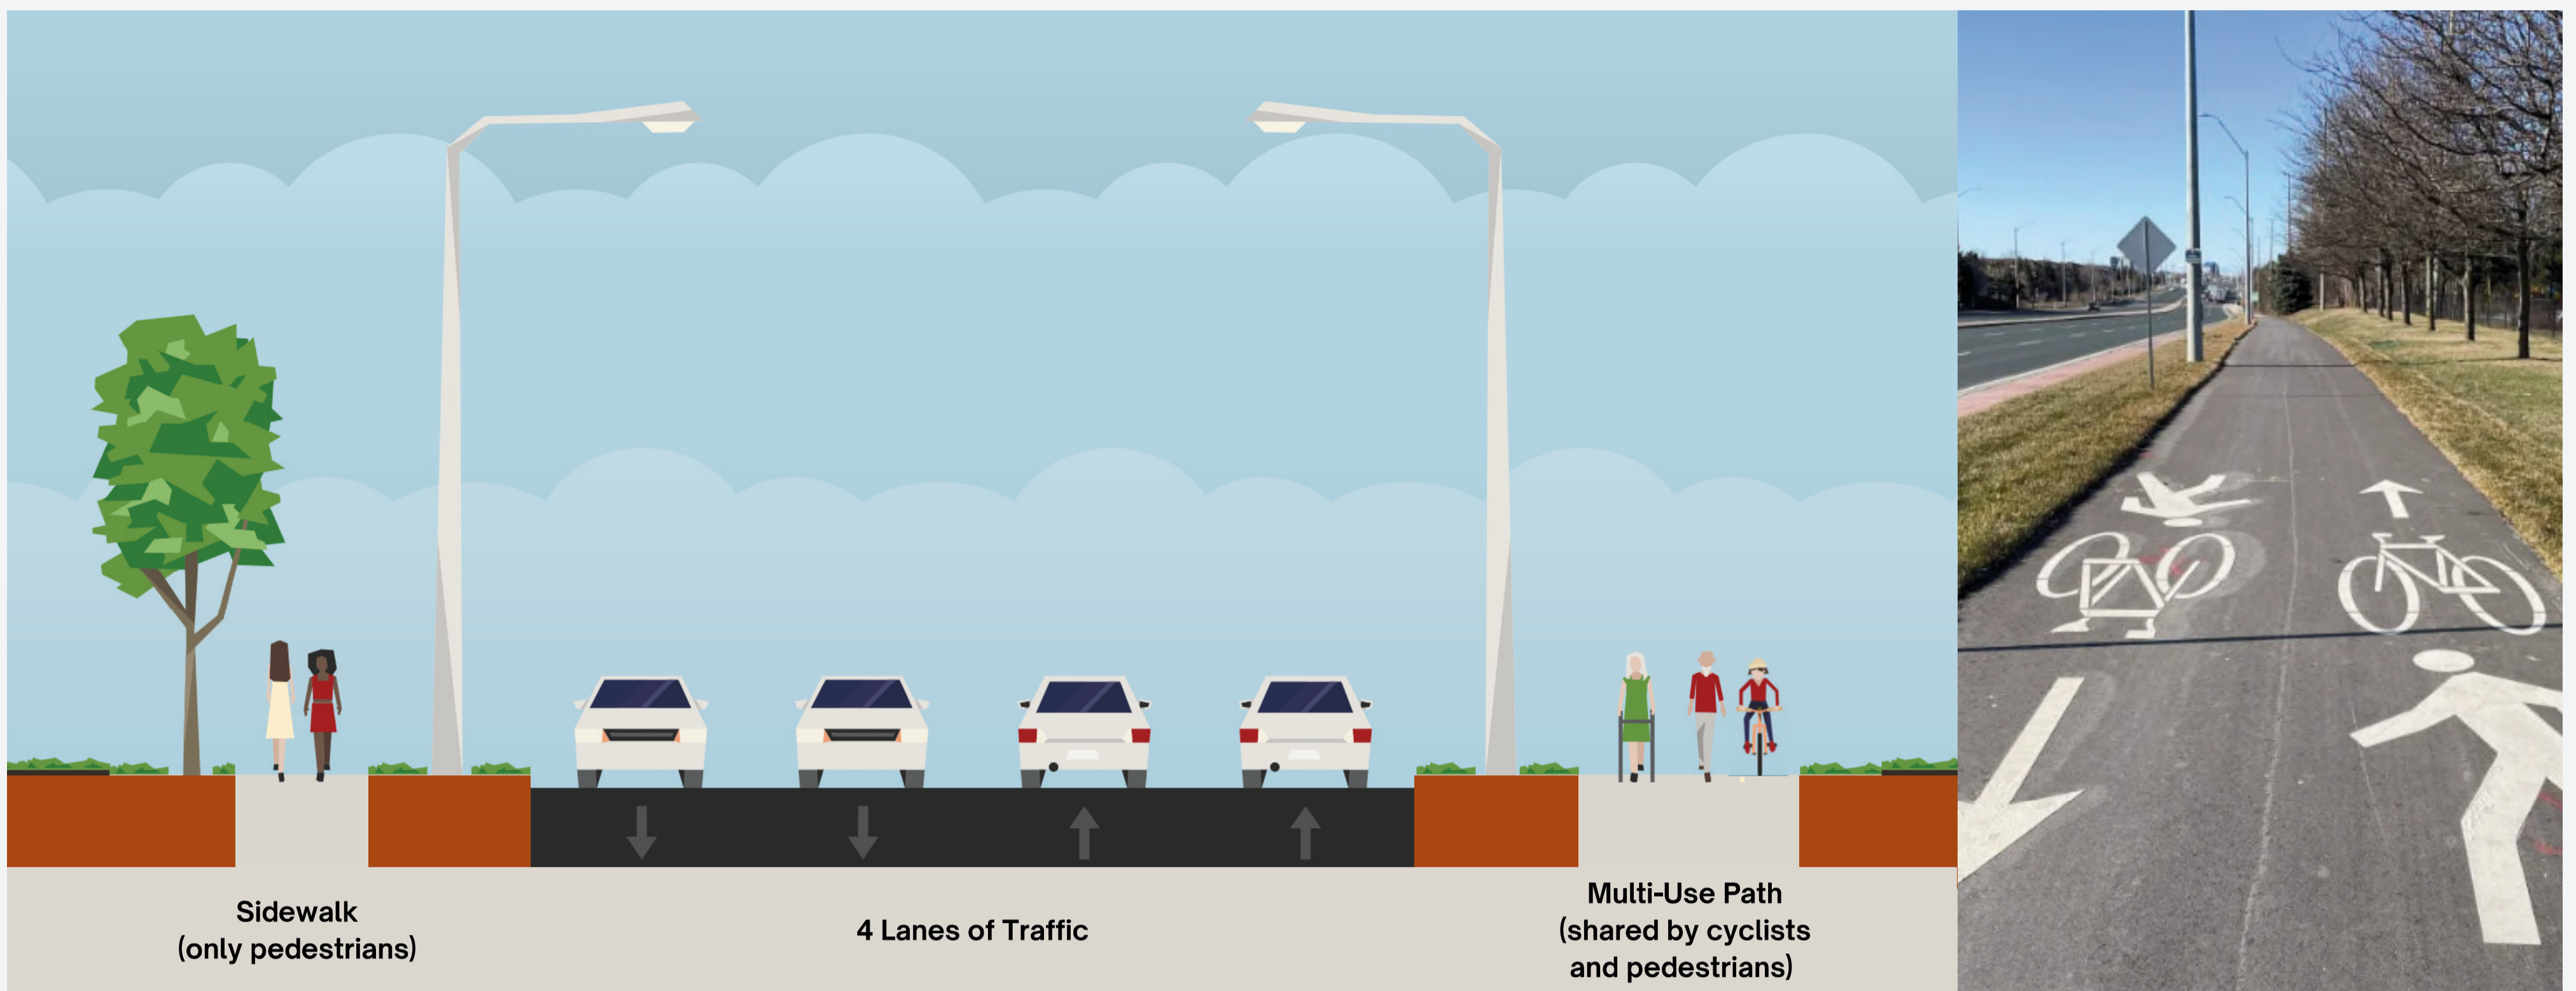 Sidewalk
(only pedestrians)
4 Lanes of Traffic
Multi-Use Path
(shared by cyclists
and pedestrians)